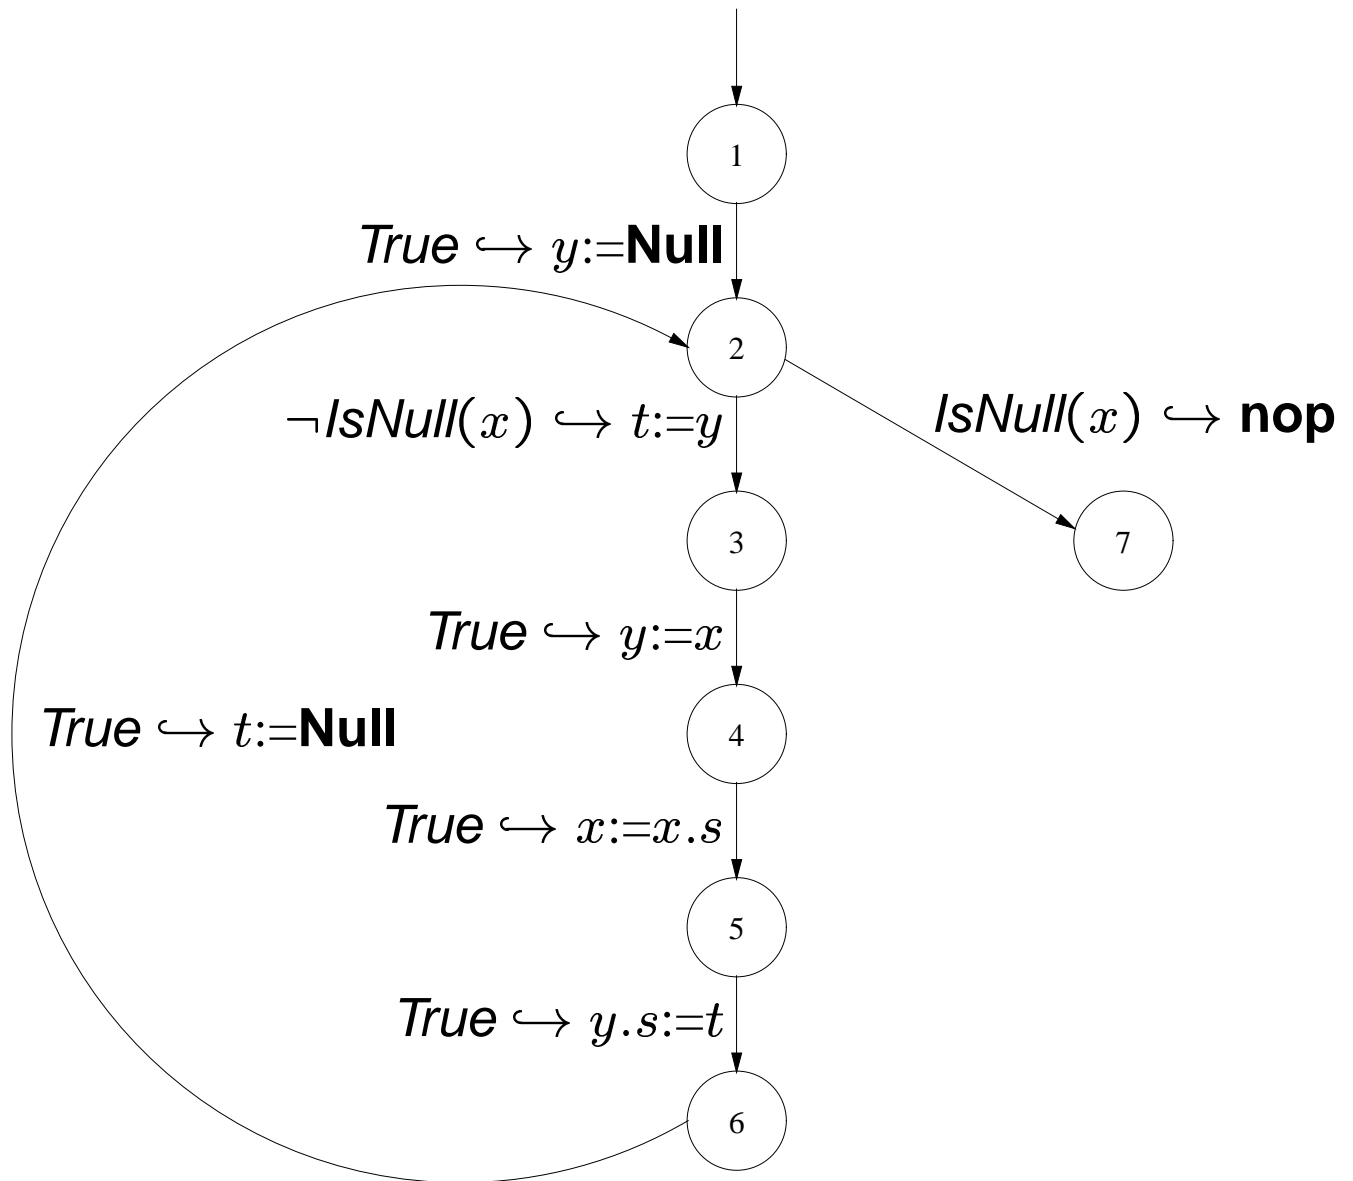 1
True ↪ y:=Null
2
¬IsNull(x) ↪ t:=y
IsNull(x) ↪ nop
3
7
True ↪ y:=x
True ↪ t:=Null
4
True ↪ x:=x.s
5
True ↪ y.s:=t
6